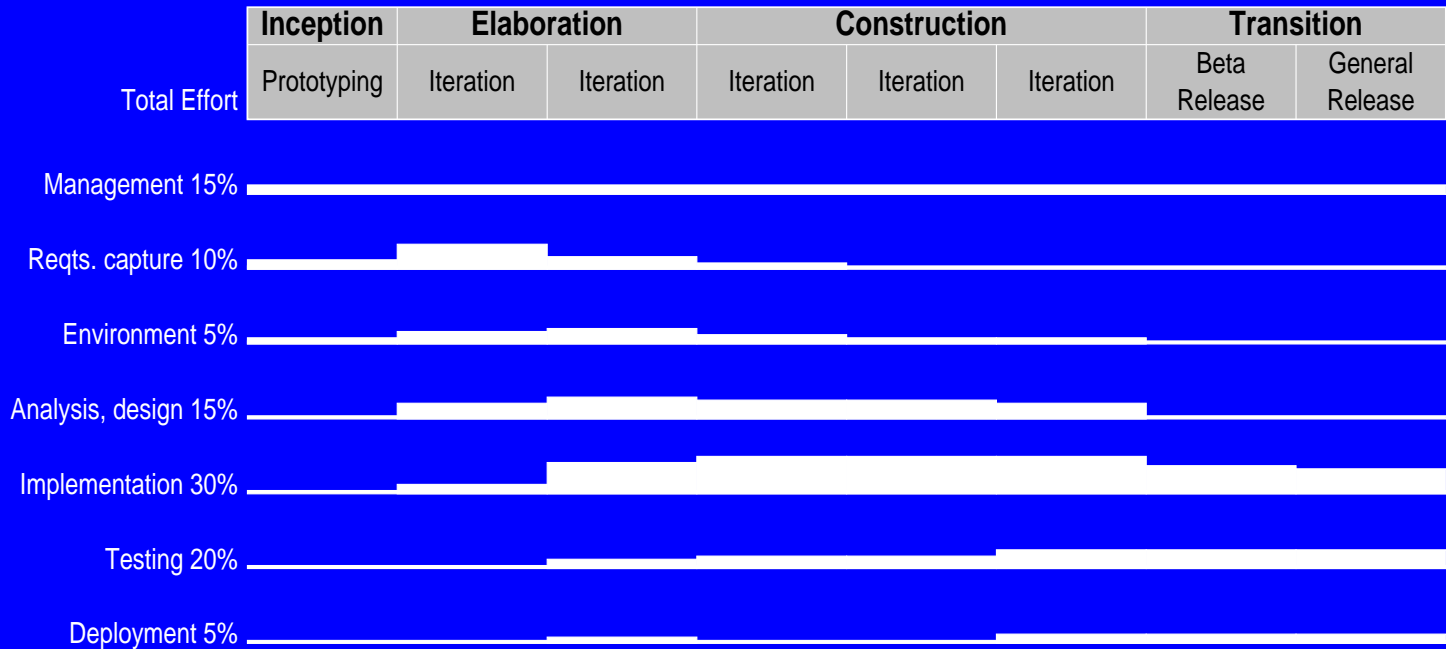 Inception Elaboration Construction Transition
Total Effort Prototyping Iteration Iteration Iteration Iteration Iteration Beta Release General Release
Management 15%
Reqts. capture 10%
Environment 5%
Analysis, design 15%
Implementation 30%
Testing 20%
Deployment 5%